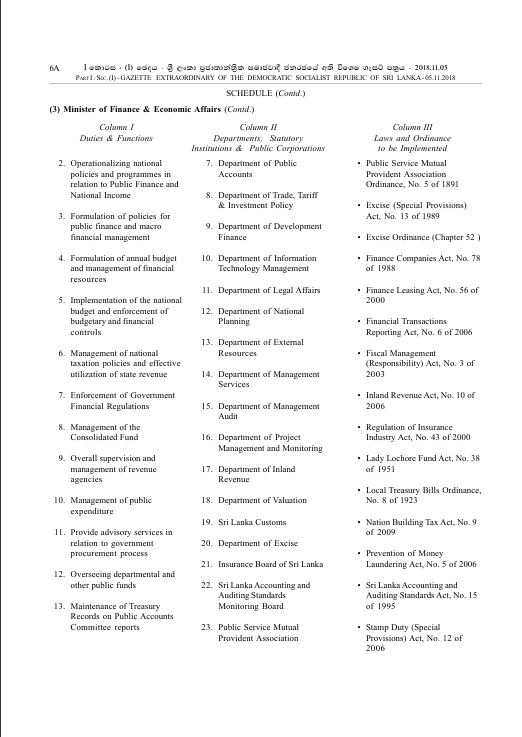 6A I කොටස : (I) ඡෙදය - ශ්‍රී ලංකා ප්‍රජාතාන්ත්‍රික සමාජවාදී ජනරජයේ අති විශෙෂ ගැසට් පත්‍රය - 2018.11.05
PART I : SEC. (I) - GAZETTE EXTRAORDINARY OF THE DEMOCRATIC SOCIALIST REPUBLIC OF SRI LANKA - 05.11.2018
SCHEDULE (Contd.)
(3) Minister of Finance & Economic Affairs (Contd.)
Column I
Duties & Functions
2. Operationalizing national
policies and programmes in
relation to Public Finance and
National Income
3. Formulation of policies for
public finance and macro
financial management
4. Formulation of annual budget
and management of financial
resources
5. Implementation of the national
budget and enforcement of
budgetary and financial
controls
6. Management of national
taxation policies and effective
utilization of state revenue
7. Enforcement of Government
Financial Regulations
8. Management of the
Consolidated Fund
9. Overall supervision and
management of revenue
agencies
10. Management of public
expenditure
11. Provide advisory services in
relation to government
procurement process
12. Overseeing departmental and
other public funds
13. Maintenance of Treasury
Records on Public Accounts
Committee reports
Column II
Departments, Statutory
Institutions & Public Corporations
7. Department of Public
Accounts
8. Department of Trade, Tariff
& Investment Policy
9. Department of Development
Finance
10. Department of Information
Technology Management
11. Department of Legal Affairs
12. Department of National
Planning
13. Department of External
Resources
14. Department of Management
Services
15. Department of Management
Audit
16. Department of Project
Management and Monitoring
17. Department of Inland
Revenue
18. Department of Valuation
19. Sri Lanka Customs
20. Department of Excise
21. Insurance Board of Sri Lanka
22. Sri Lanka Accounting and
Auditing Standards
Monitoring Board
23. Public Service Mutual
Provident Association
Column III
Laws and Ordinance
to be Implemented
• Public Service Mutual
Provident Association
Ordinance, No. 5 of 1891
• Excise (Special Provisions)
Act, No. 13 of 1989
• Excise Ordinance (Chapter 52 )
• Finance Companies Act, No. 78
of 1988
• Finance Leasing Act, No. 56 of
2000
• Financial Transactions
Reporting Act, No. 6 of 2006
• Fiscal Management
(Responsibility) Act, No. 3 of
2003
• Inland Revenue Act, No. 10 of
2006
• Regulation of Insurance
Industry Act, No. 43 of 2000
• Lady Lochore Fund Act, No. 38
of 1951
• Local Treasury Bills Ordinance,
No. 8 of 1923
• Nation Building Tax Act, No. 9
of 2009
• Prevention of Money
Laundering Act, No. 5 of 2006
• Sri Lanka Accounting and
Auditing Standards Act, No. 15
of 1995
• Stamp Duty (Special
Provisions) Act, No. 12 of
2006